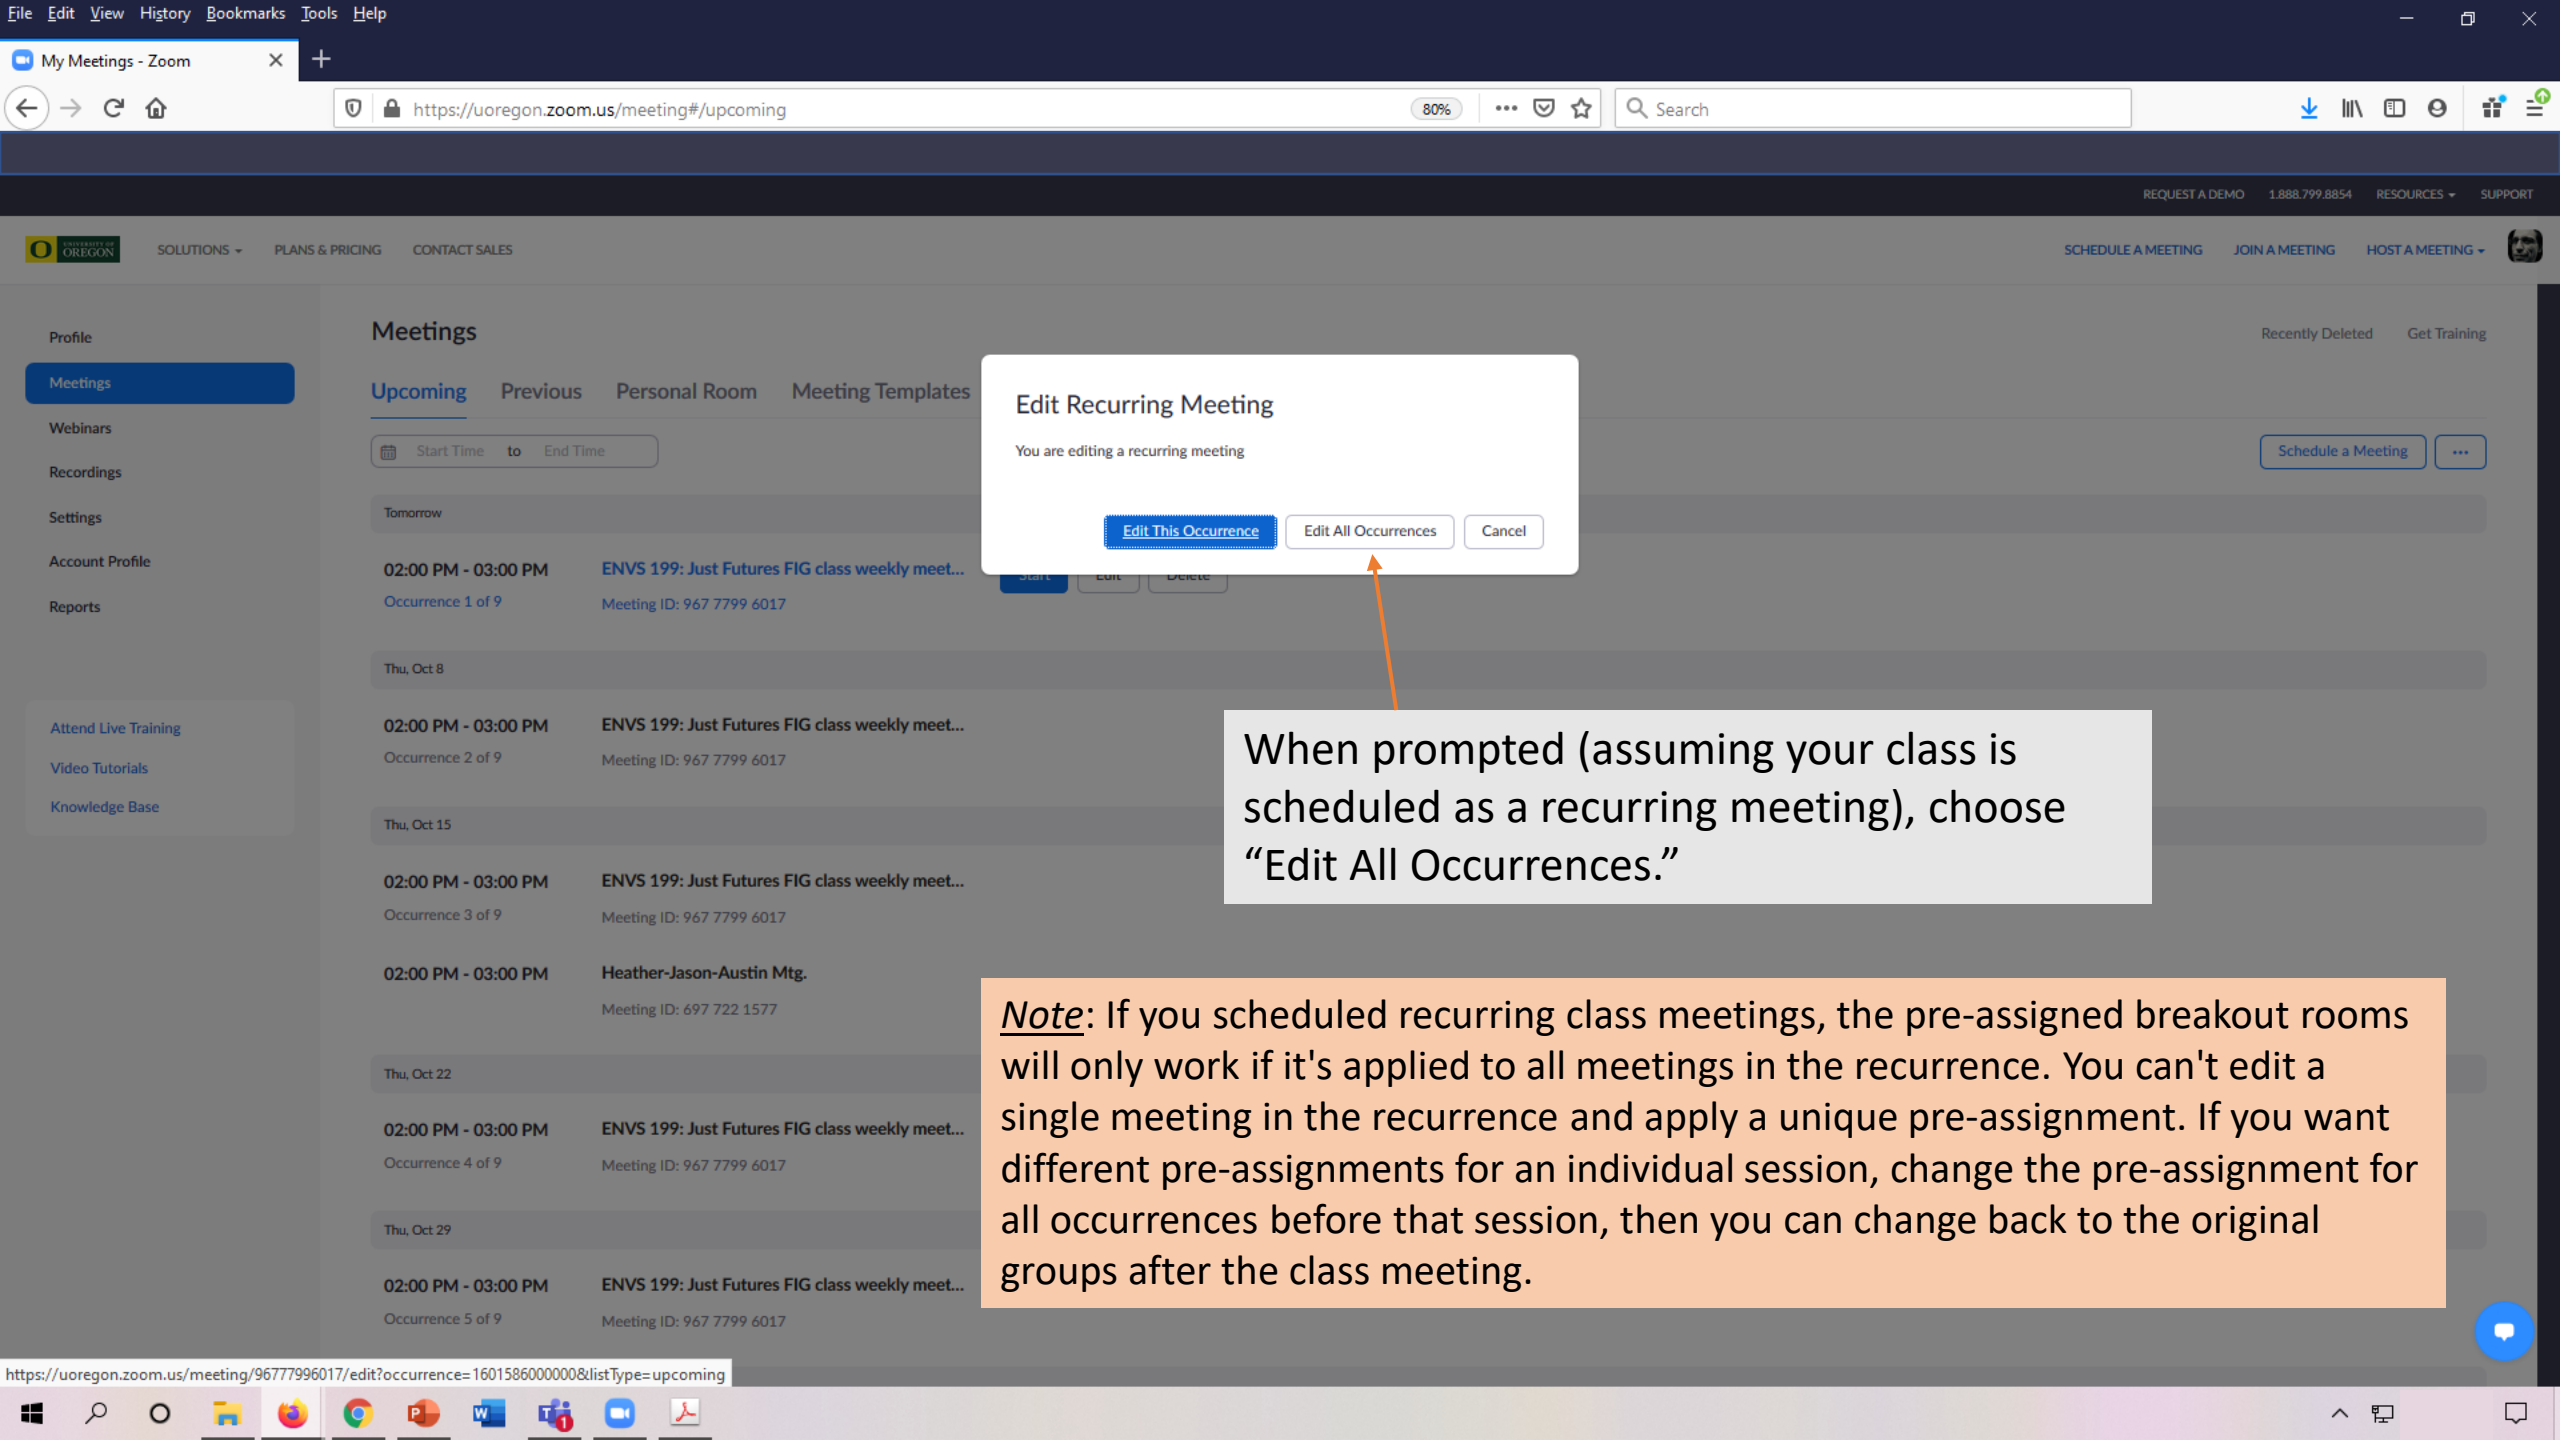 File Edit View History Bookmarks Tools Help
My Meetings - Zoom
https://uoregon.zoom.us/meeting#/upcoming
80%
Search
REQUEST A DEMO 1.888.799.8854 RESOURCES SUPPORT
O UNIVERSITY OF OREGON
SOLUTIONS PLANS & PRICING CONTACT SALES
SCHEDULE A MEETING JOIN A MEETING HOST A MEETING
Profile
Meetings
Webinars
Recordings
Settings
Account Profile
Reports
Attend Live Training
Video Tutorials
Knowledge Base
Meetings
Recently Deleted Get Training
Upcoming Previous Personal Room Meeting Templates
Start Time to End Time
Schedule a Meeting
Edit Recurring Meeting
You are editing a recurring meeting
Edit This Occurrence Edit All Occurrences Cancel
Tomorrow
02:00 PM - 03:00 PM ENVS 199: Just Futures FIG class weekly meet...
Start Edit Delete
Occurrence 1 of 9 Meeting ID: 967 7799 6017
Thu, Oct 8
02:00 PM - 03:00 PM ENVS 199: Just Futures FIG class weekly meet...
Occurrence 2 of 9 Meeting ID: 967 7799 6017
Thu, Oct 15
02:00 PM - 03:00 PM ENVS 199: Just Futures FIG class weekly meet...
Occurrence 3 of 9 Meeting ID: 967 7799 6017
02:00 PM - 03:00 PM Heather-Jason-Austin Mtg.
Meeting ID: 697 722 1577
Thu, Oct 22
02:00 PM - 03:00 PM ENVS 199: Just Futures FIG class weekly meet...
Occurrence 4 of 9 Meeting ID: 967 7799 6017
Thu, Oct 29
02:00 PM - 03:00 PM ENVS 199: Just Futures FIG class weekly meet...
Occurrence 5 of 9 Meeting ID: 967 7799 6017
When prompted (assuming your class is
scheduled as a recurring meeting), choose
“Edit All Occurrences.”
Note: If you scheduled recurring class meetings, the pre-assigned breakout rooms
will only work if it's applied to all meetings in the recurrence. You can't edit a
single meeting in the recurrence and apply a unique pre-assignment. If you want
different pre-assignments for an individual session, change the pre-assignment for
all occurrences before that session, then you can change back to the original
groups after the class meeting.
https://uoregon.zoom.us/meeting/96777996017/edit?occurrence=1601586000000&listType=upcoming